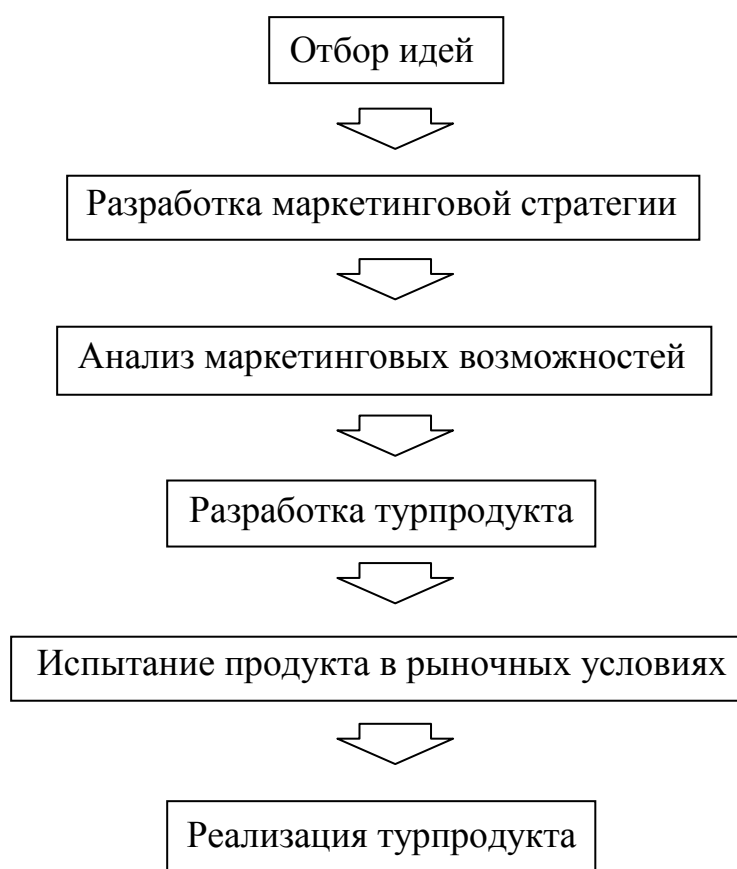 Отбор идей
Разработка маркетинговой стратегии
Анализ маркетинговых возможностей
Разработка турпродукта
Испытание продукта в рыночных условиях
Реализация турпродукта